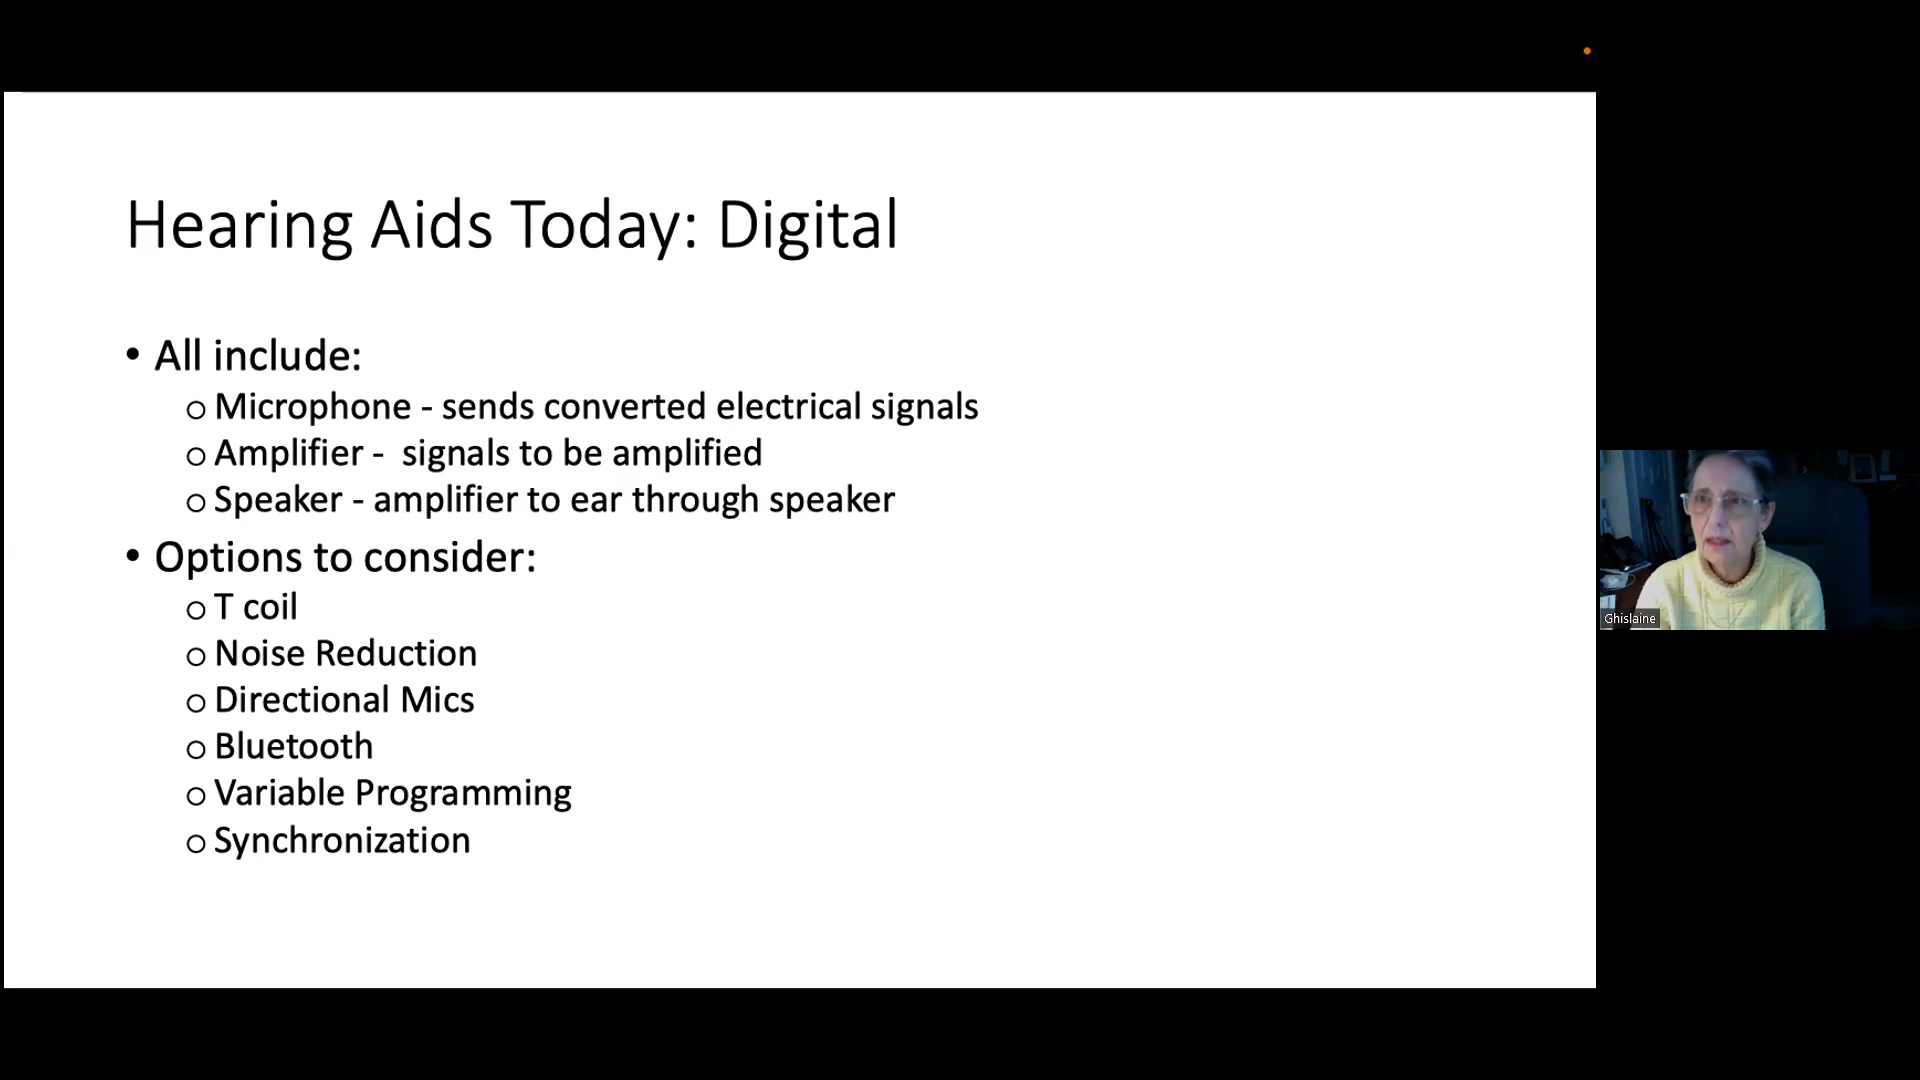 Hearing Aids Today: Digital
• All include:
o Microphone - sends converted electrical signals
o Amplifier -  signals to be amplified
o Speaker - amplifier to ear through speaker
• Options to consider:
o T coil
o Noise Reduction
o Directional Mics
o Bluetooth
o Variable Programming
o Synchronization
Ghislaine